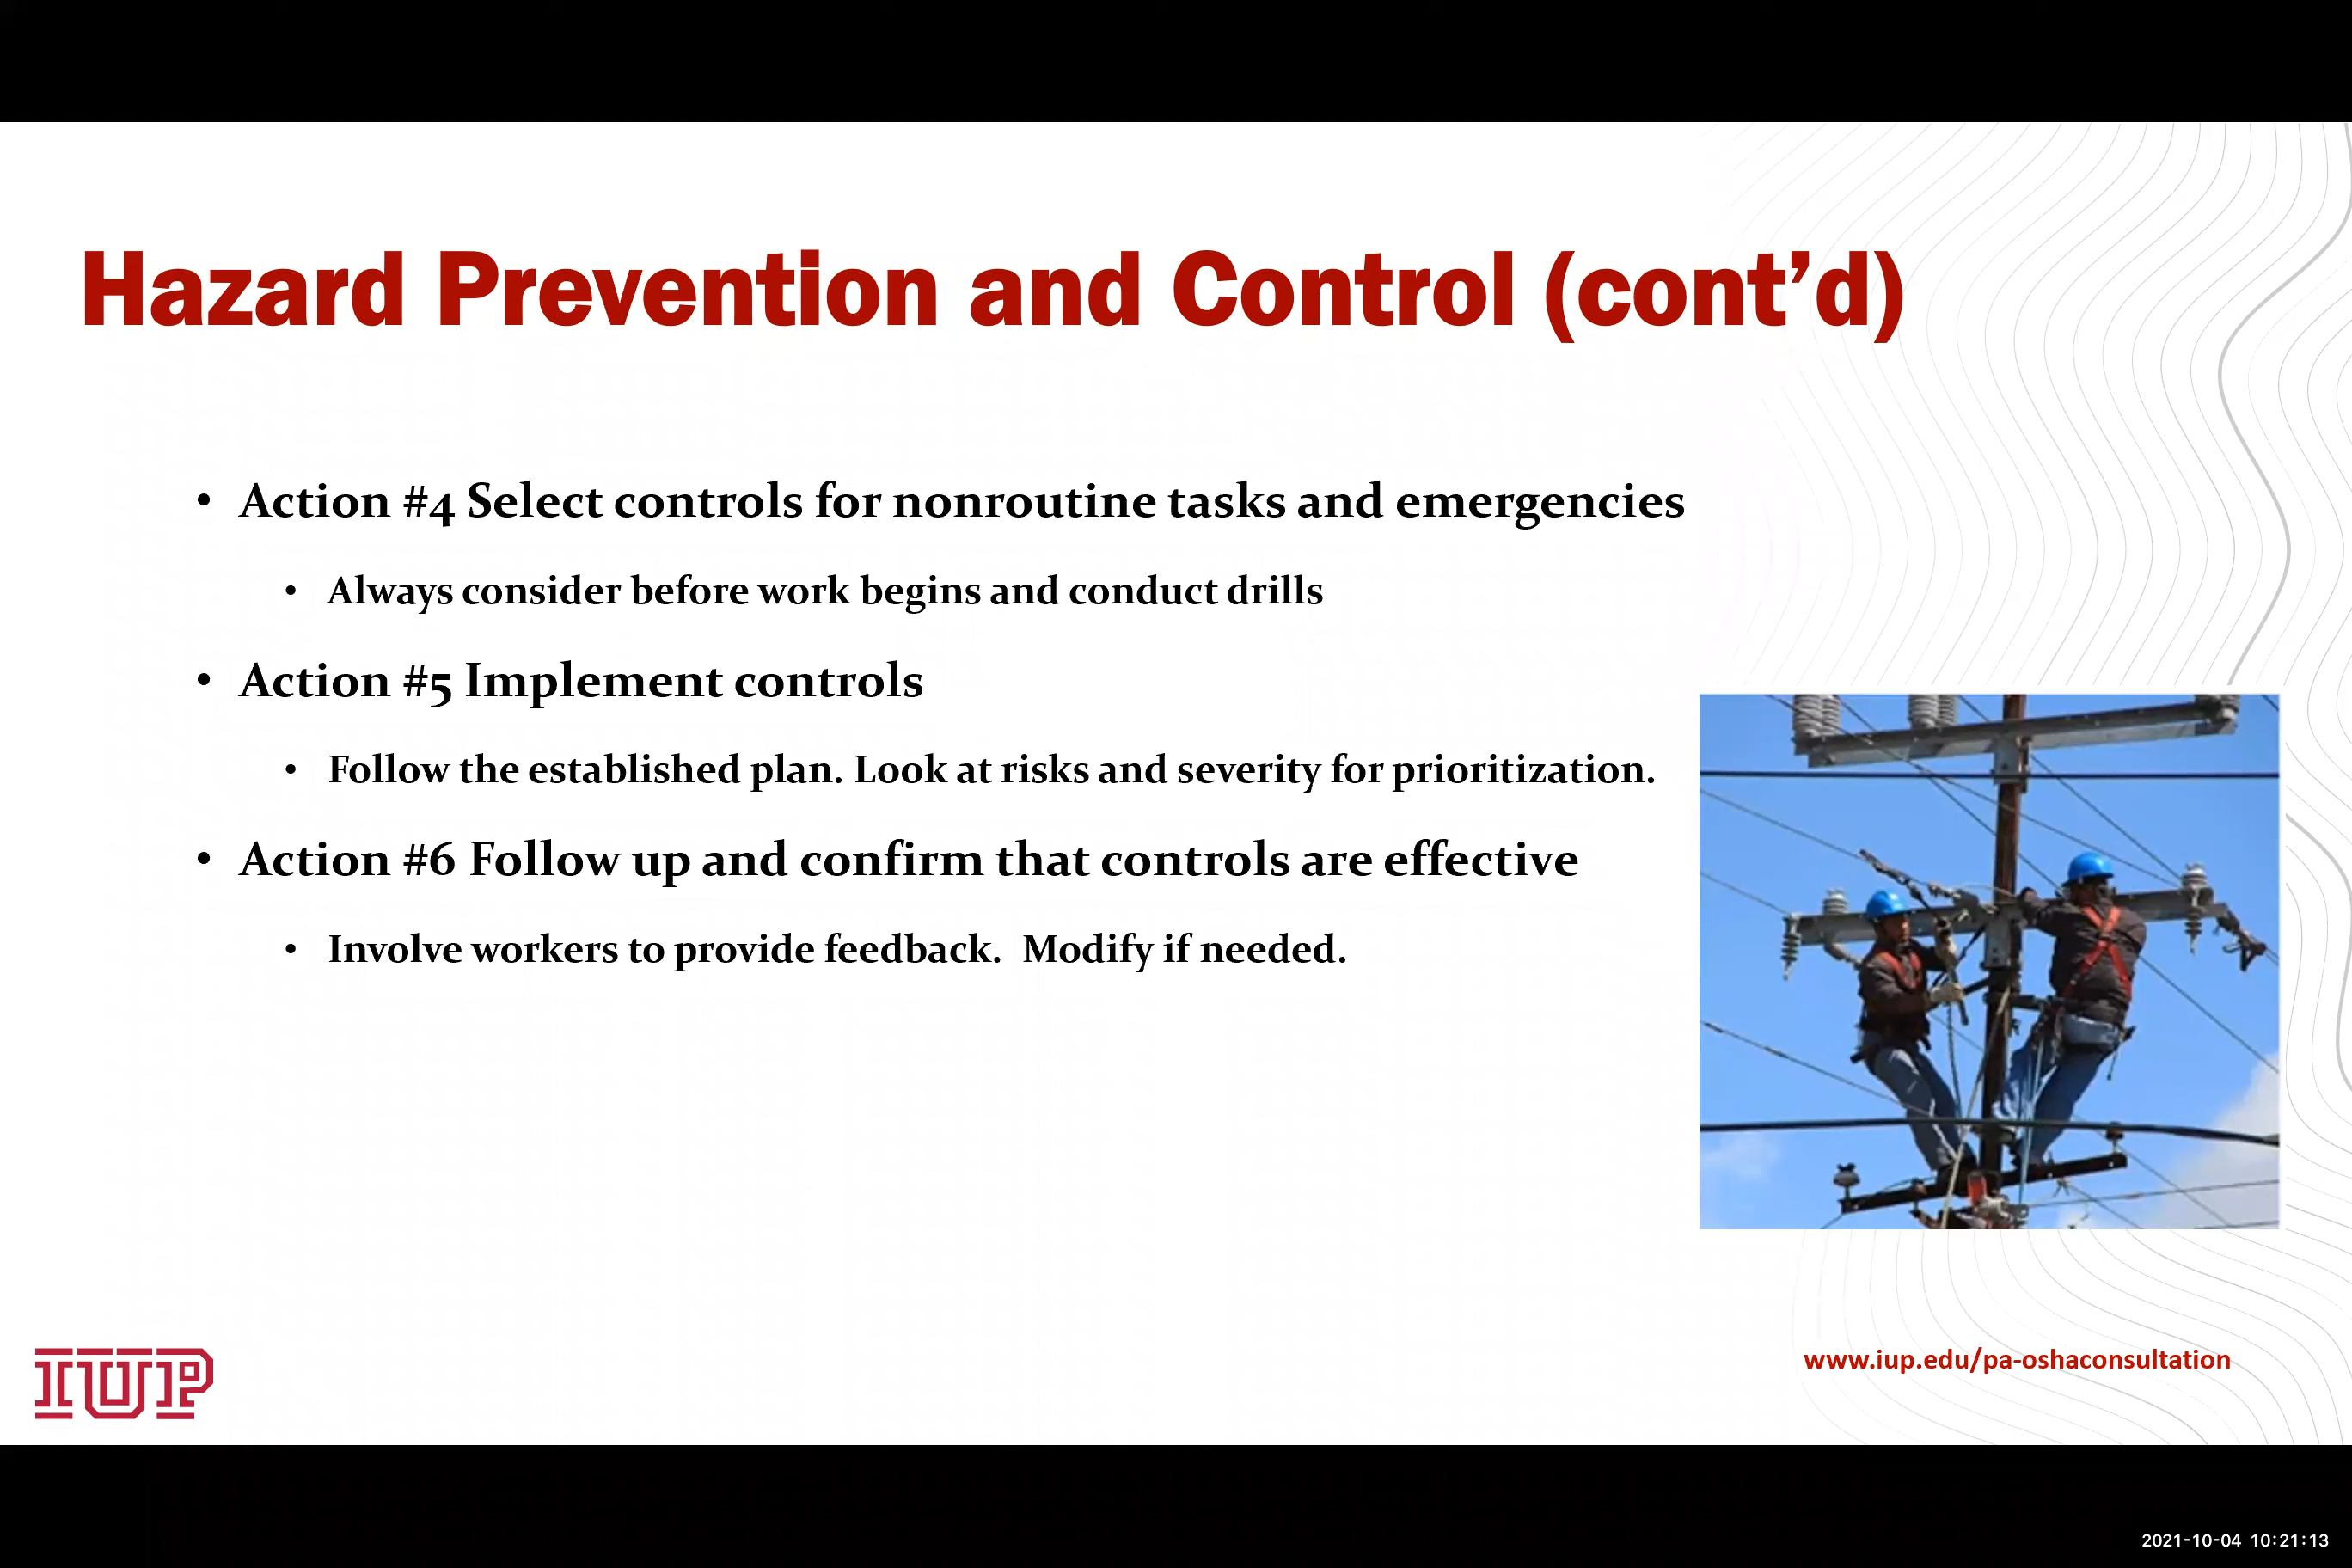 Hazard Prevention and Control (cont’d)
• Action #4 Select controls for nonroutine tasks and emergencies
• Always consider before work begins and conduct drills
• Action #5 Implement controls
• Follow the established plan. Look at risks and severity for prioritization.
• Action #6 Follow up and confirm that controls are effective
• Involve workers to provide feedback.  Modify if needed.
IUP
www.iup.edu/pa-oshaconsultation
2021-10-04 10:21:13